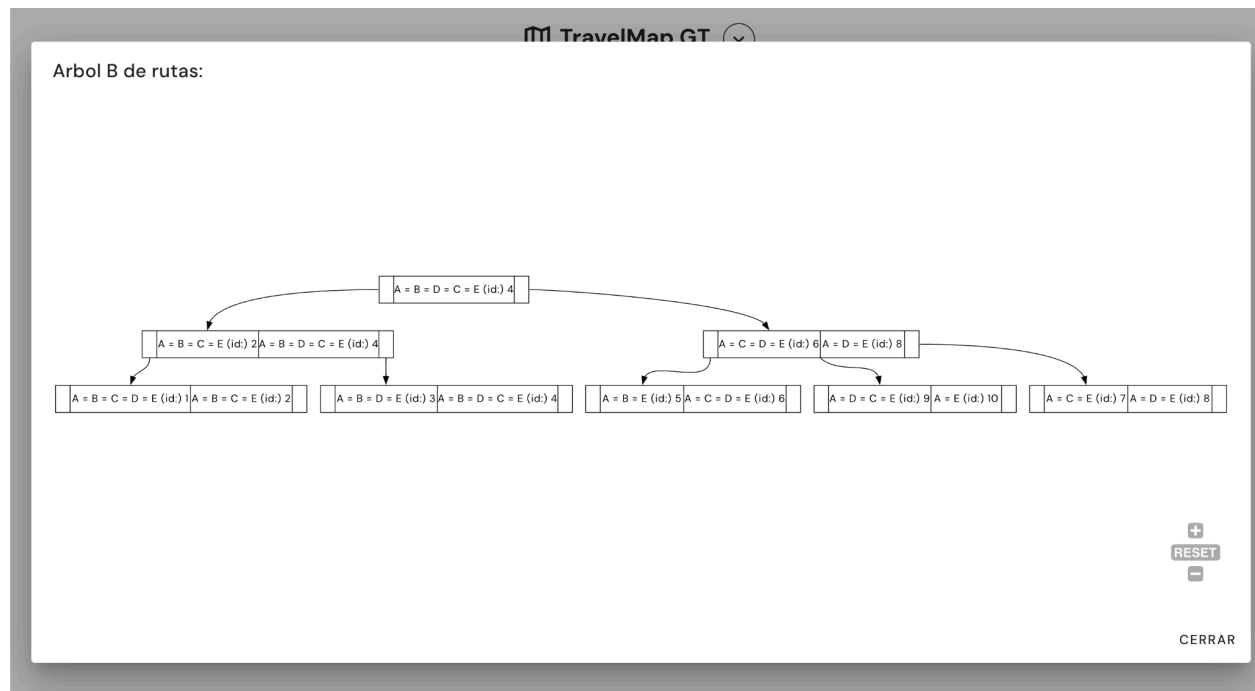 TravelMap GT
Arbol B de rutas:
A = B = D = C = E (id:) 4
A = B = C = E (id:) 2 A = B = D = C = E (id:) 4
A = C = D = E (id:) 6 A = D = E (id:) 8
A = B = C = D = E (id:) 1 A = B = C = E (id:) 2
A = B = D = E (id:) 3 A = B = D = C = E (id:) 4
A = B = E (id:) 5 A = C = D = E (id:) 6
A = D = C = E (id:) 9 A = E (id:) 10
A = C = E (id:) 7 A = D = E (id:) 8
RESET
CERRAR